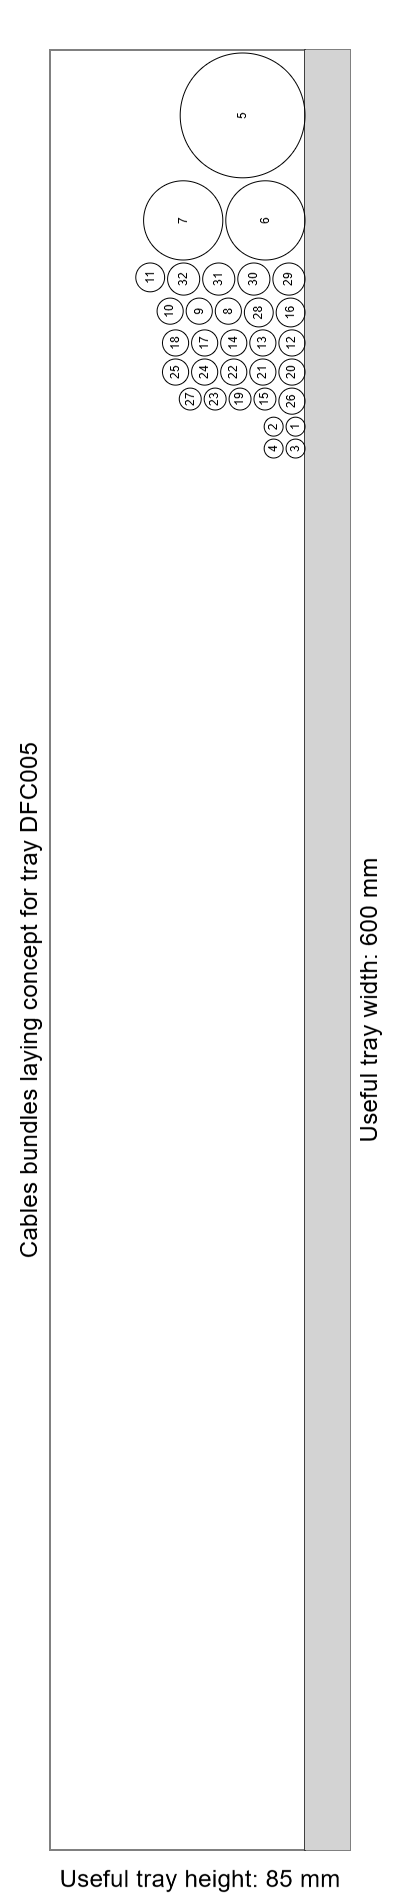 Cables bundles laying concept for tray DFC005
5
7 6
11 32 31 30 29
10 9 8 28 16
18 17 14 13 12
25 24 22 21 20
27 23 19 15 26
2 1
4 3
Useful tray width: 600 mm
Useful tray height: 85 mm